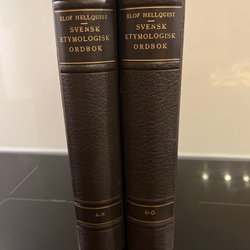 ELOF HELLQUIST
SVENSK
ETYMOLOGISK
ORDBOK
A-N
ELOF HELLQUIST
SVENSK
ETYMOLOGISK
ORDBOK
O-Ö